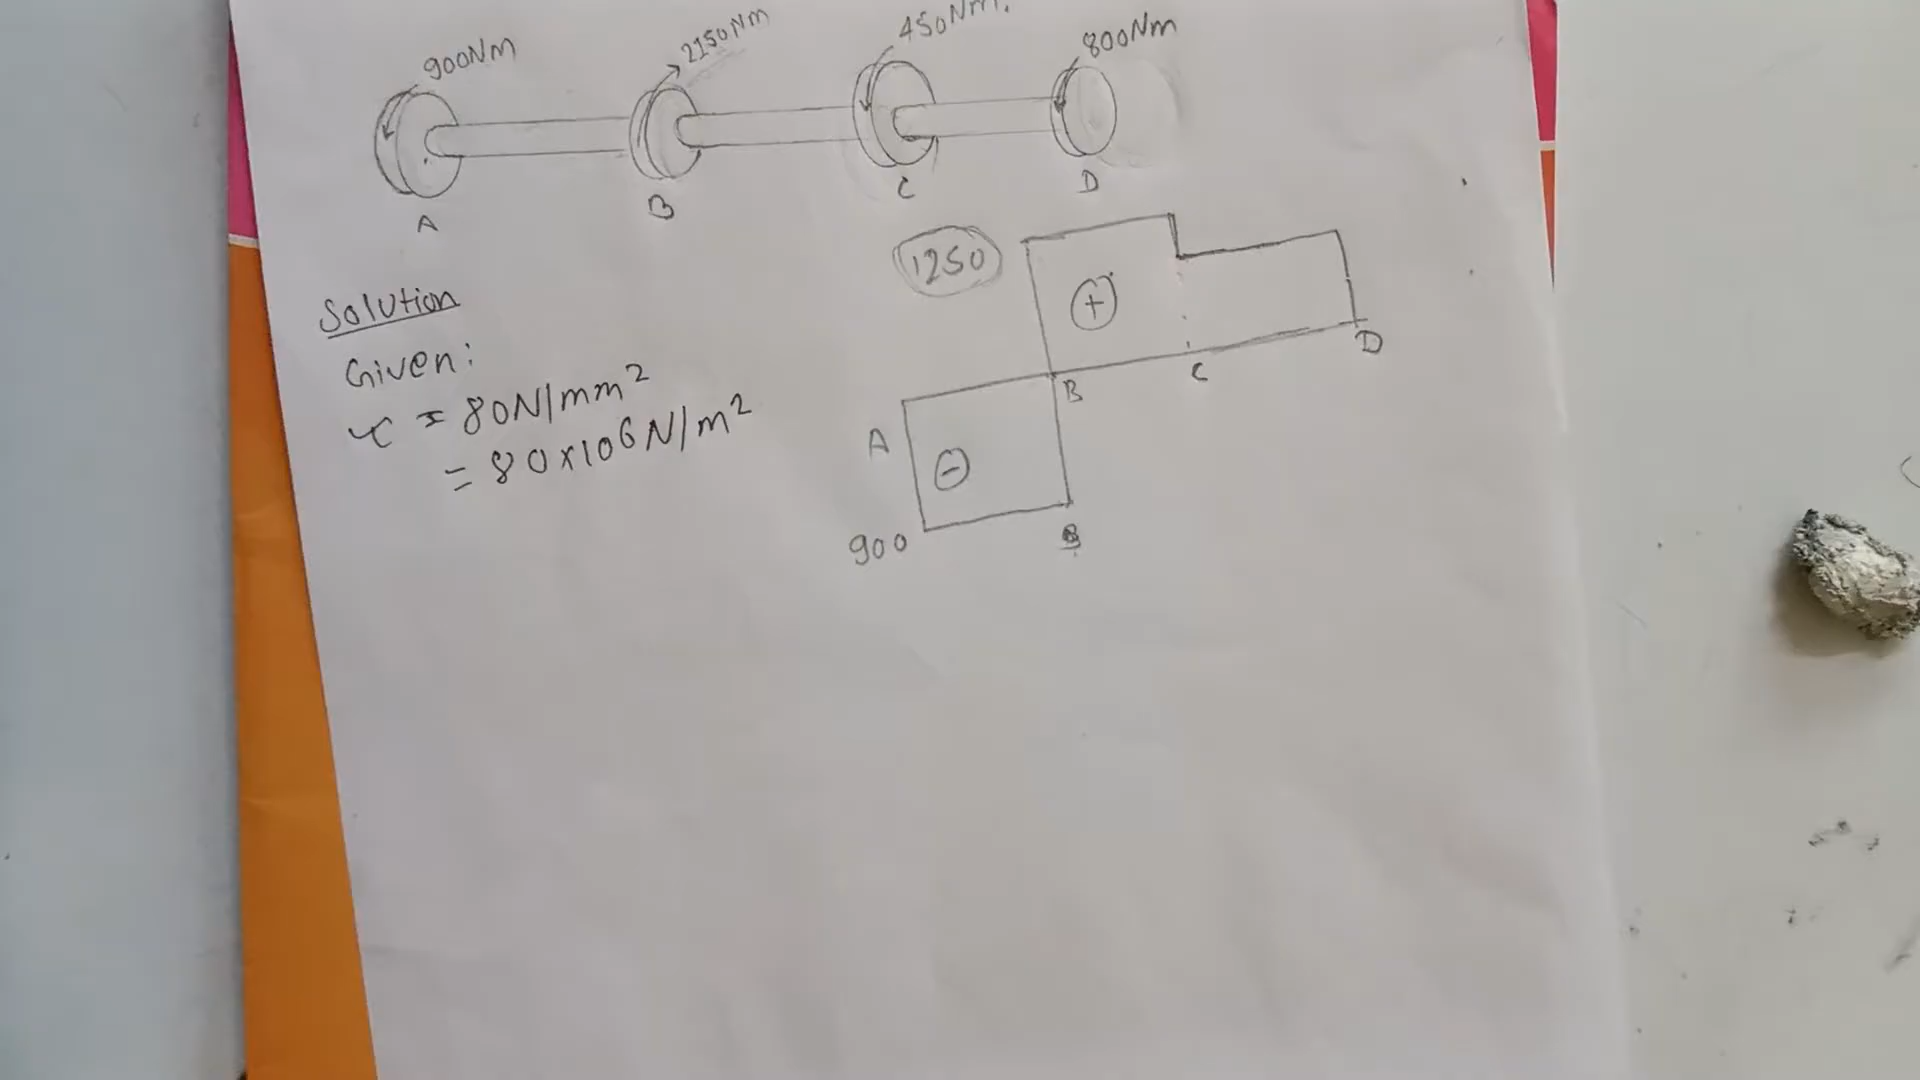 900Nm
2150Nm
450Nm.
800Nm
A
B
C
D
1250
+
Solution
Given:
τ = 80N/mm²
= 80×10⁶N/m²
B
C
D
A
-
900
B